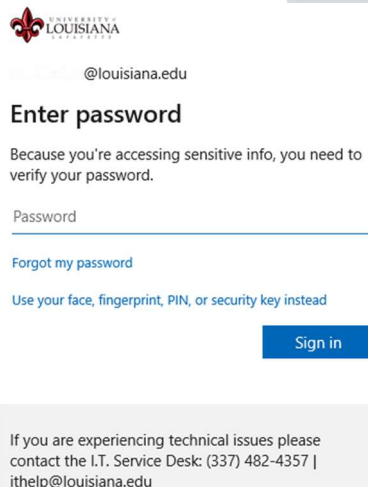 UNIVERSITY of
LOUISIANA
LAFAYETTE
@louisiana.edu
Enter password
Because you're accessing sensitive info, you need to
verify your password.
Password
Forgot my password
Use your face, fingerprint, PIN, or security key instead
Sign in
If you are experiencing technical issues please
contact the I.T. Service Desk: (337) 482-4357 |
ithelp@louisiana.edu